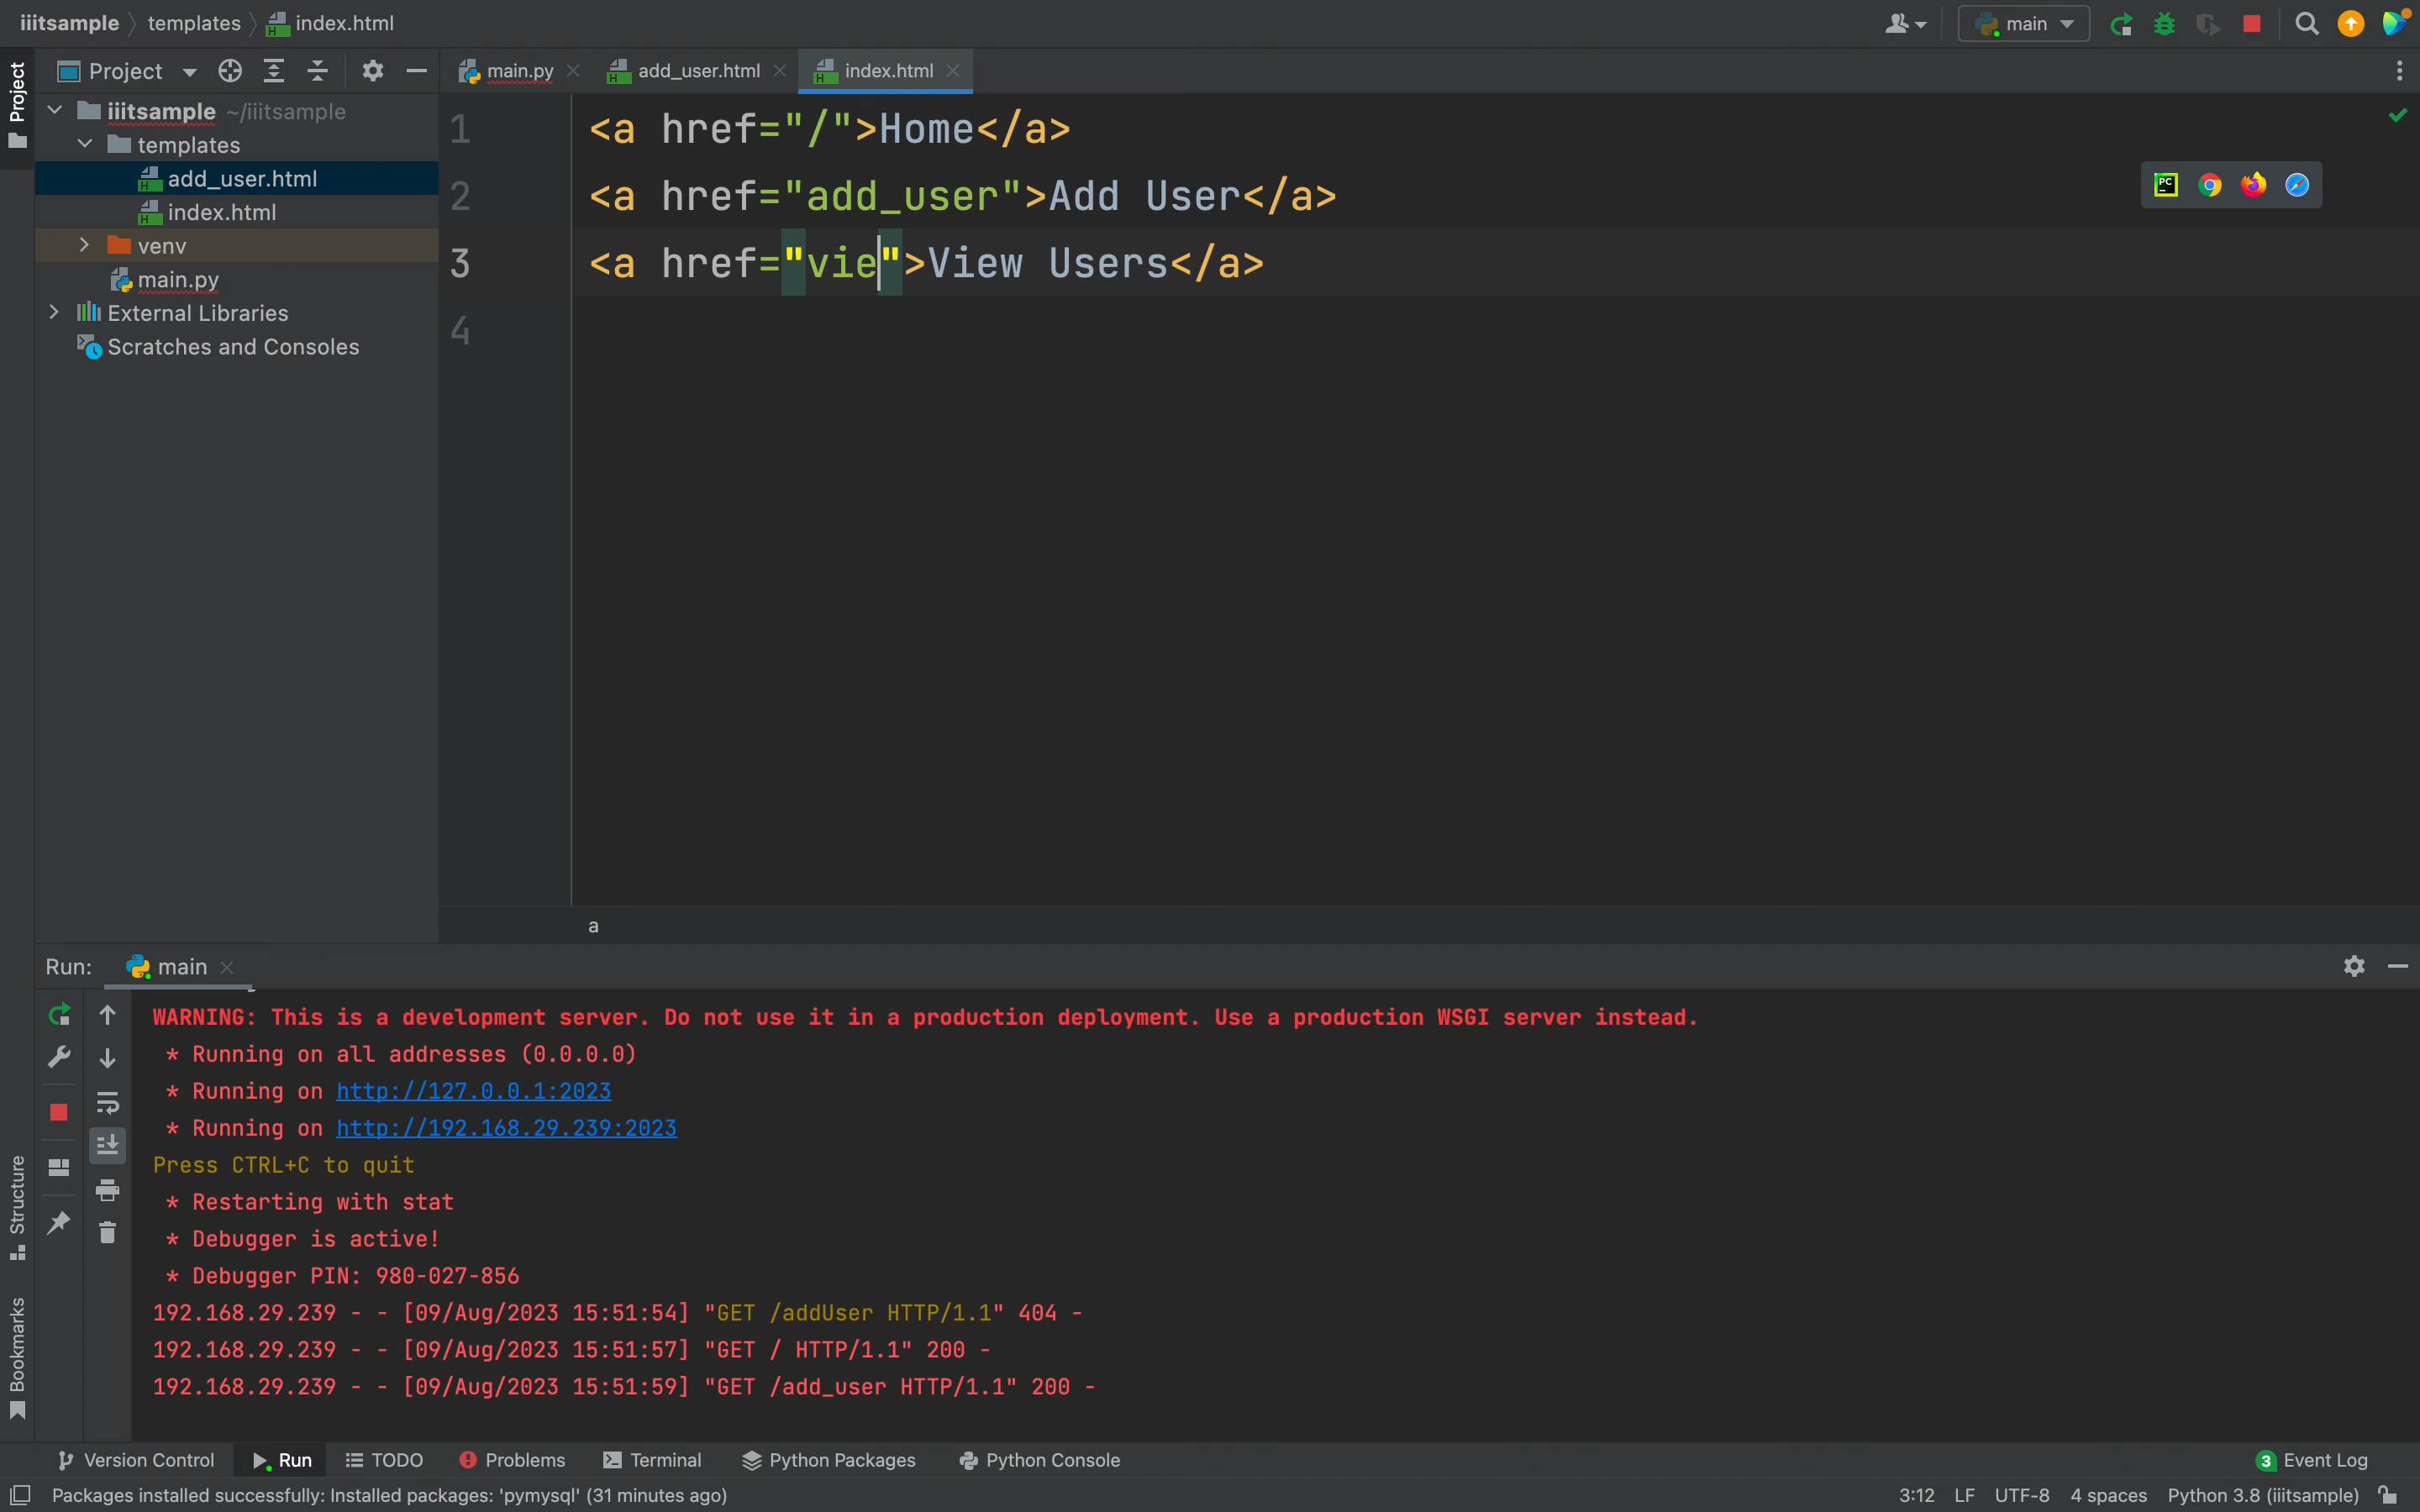 iiitsample templates index.html
main
Project
Project
main.py
add_user.html
index.html
iiitsample ~/iiitsample
templates
add_user.html
index.html
venv
main.py
External Libraries
Scratches and Consoles
1 <a href="/">Home</a>
2 <a href="add_user">Add User</a>
3 <a href="vie">View Users</a>
4
a
Run: main
WARNING: This is a development server. Do not use it in a production deployment. Use a production WSGI server instead.
* Running on all addresses (0.0.0.0)
* Running on http://127.0.0.1:2023
* Running on http://192.168.29.239:2023
Press CTRL+C to quit
* Restarting with stat
* Debugger is active!
* Debugger PIN: 980-027-856
192.168.29.239 - - [09/Aug/2023 15:51:54] "GET /addUser HTTP/1.1" 404 -
192.168.29.239 - - [09/Aug/2023 15:51:57] "GET / HTTP/1.1" 200 -
192.168.29.239 - - [09/Aug/2023 15:51:59] "GET /add_user HTTP/1.1" 200 -
Structure
Bookmarks
Version Control Run TODO Problems Terminal Python Packages Python Console 3 Event Log
Packages installed successfully: Installed packages: 'pymysql' (31 minutes ago) 3:12 LF UTF-8 4 spaces Python 3.8 (iiitsample)